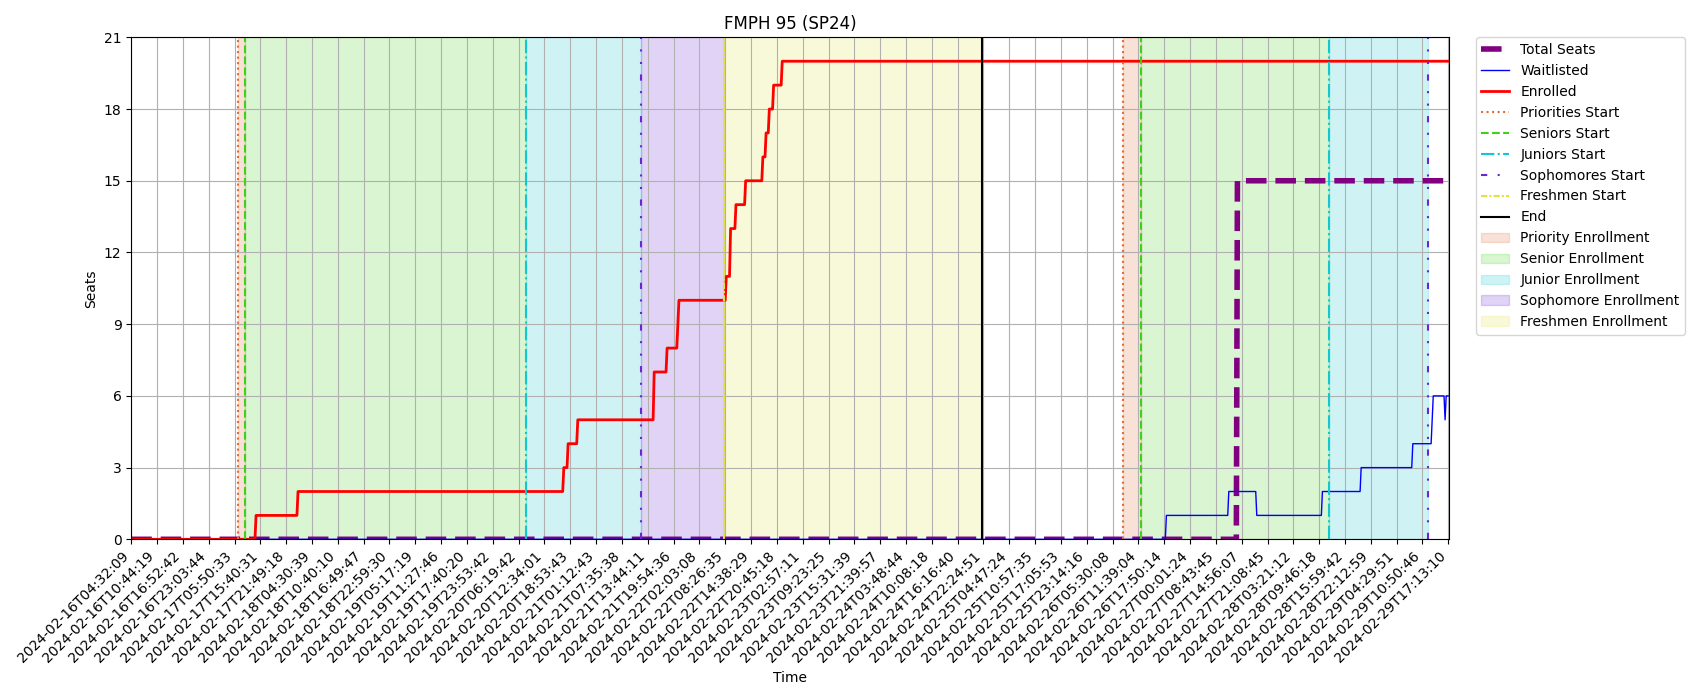 FMPH 95 (SP24)
21
18
15
12
9
6
3
0
Seats
2024-02-16T04:32:09
2024-02-16T10:44:19
2024-02-16T16:52:42
2024-02-16T23:03:44
2024-02-17T05:50:33
2024-02-17T15:40:31
2024-02-17T21:49:18
2024-02-18T04:30:39
2024-02-18T10:40:10
2024-02-18T16:49:47
2024-02-18T22:59:30
2024-02-19T05:17:19
2024-02-19T11:27:46
2024-02-19T17:40:20
2024-02-19T23:53:42
2024-02-20T06:19:42
2024-02-20T12:34:01
2024-02-20T18:53:43
2024-02-21T01:12:43
2024-02-21T07:35:38
2024-02-21T13:44:11
2024-02-21T19:54:36
2024-02-22T02:03:08
2024-02-22T08:26:35
2024-02-22T14:38:29
2024-02-22T20:45:18
2024-02-23T02:57:11
2024-02-23T09:23:25
2024-02-23T15:31:39
2024-02-23T21:39:57
2024-02-24T03:48:44
2024-02-24T10:08:18
2024-02-24T16:16:40
2024-02-24T22:24:51
2024-02-25T04:47:24
2024-02-25T10:57:35
2024-02-25T17:05:53
2024-02-25T23:14:16
2024-02-26T05:30:08
2024-02-26T11:39:04
2024-02-26T17:50:14
2024-02-27T00:01:24
2024-02-27T08:43:45
2024-02-27T14:56:07
2024-02-27T21:08:45
2024-02-28T03:21:12
2024-02-28T09:46:18
2024-02-28T15:59:42
2024-02-28T22:12:59
2024-02-29T04:29:51
2024-02-29T10:50:46
2024-02-29T17:13:10
Time
Total Seats
Waitlisted
Enrolled
Priorities Start
Seniors Start
Juniors Start
Sophomores Start
Freshmen Start
End
Priority Enrollment
Senior Enrollment
Junior Enrollment
Sophomore Enrollment
Freshmen Enrollment